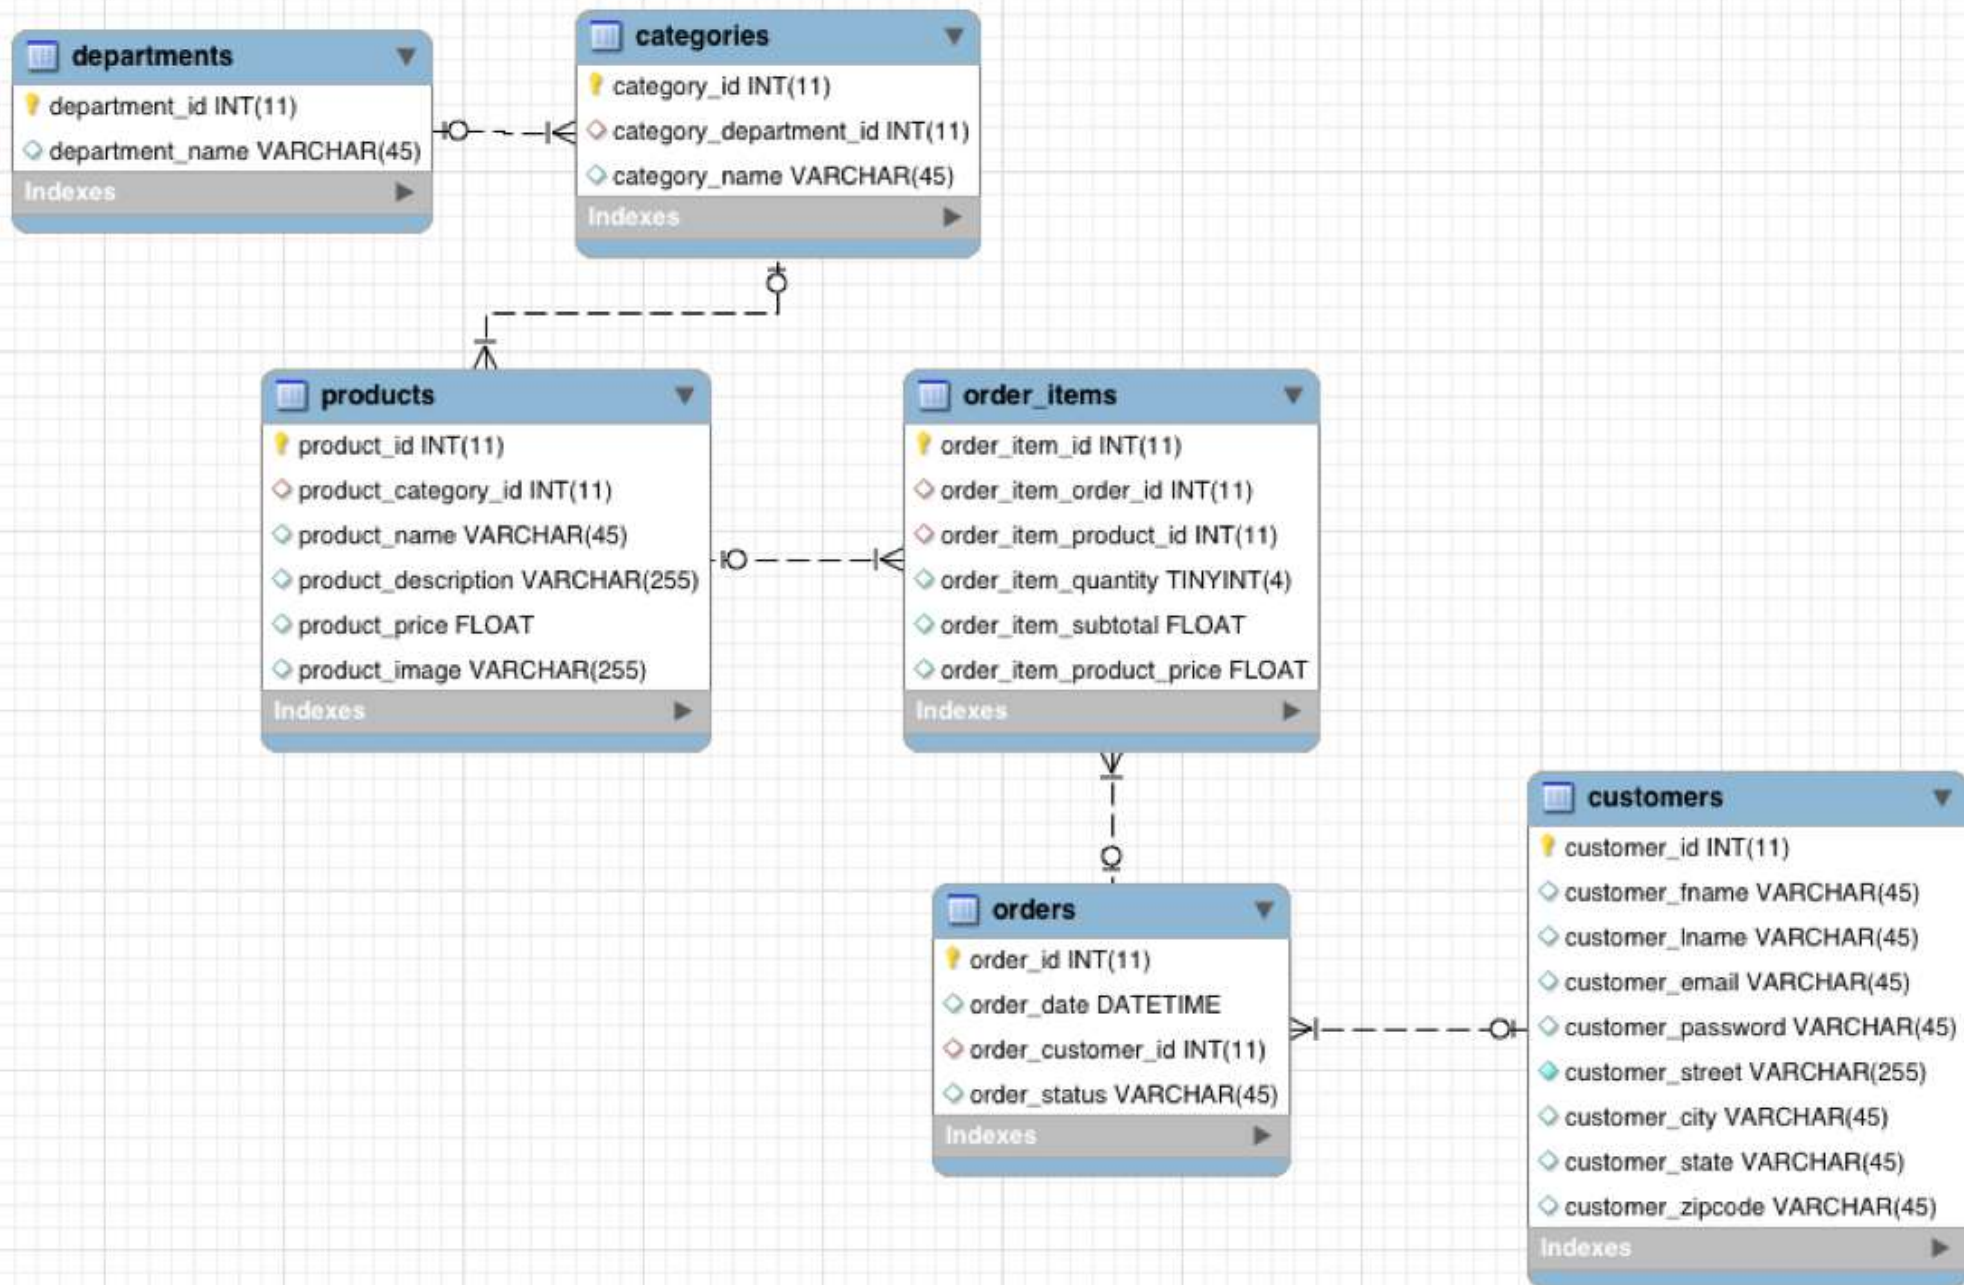 departments
department_id INT(11)
department_name VARCHAR(45)
Indexes
categories
category_id INT(11)
category_department_id INT(11)
category_name VARCHAR(45)
Indexes
products
product_id INT(11)
product_category_id INT(11)
product_name VARCHAR(45)
product_description VARCHAR(255)
product_price FLOAT
product_image VARCHAR(255)
Indexes
order_items
order_item_id INT(11)
order_item_order_id INT(11)
order_item_product_id INT(11)
order_item_quantity TINYINT(4)
order_item_subtotal FLOAT
order_item_product_price FLOAT
Indexes
orders
order_id INT(11)
order_date DATETIME
order_customer_id INT(11)
order_status VARCHAR(45)
Indexes
customers
customer_id INT(11)
customer_fname VARCHAR(45)
customer_lname VARCHAR(45)
customer_email VARCHAR(45)
customer_password VARCHAR(45)
customer_street VARCHAR(255)
customer_city VARCHAR(45)
customer_state VARCHAR(45)
customer_zipcode VARCHAR(45)
Indexes